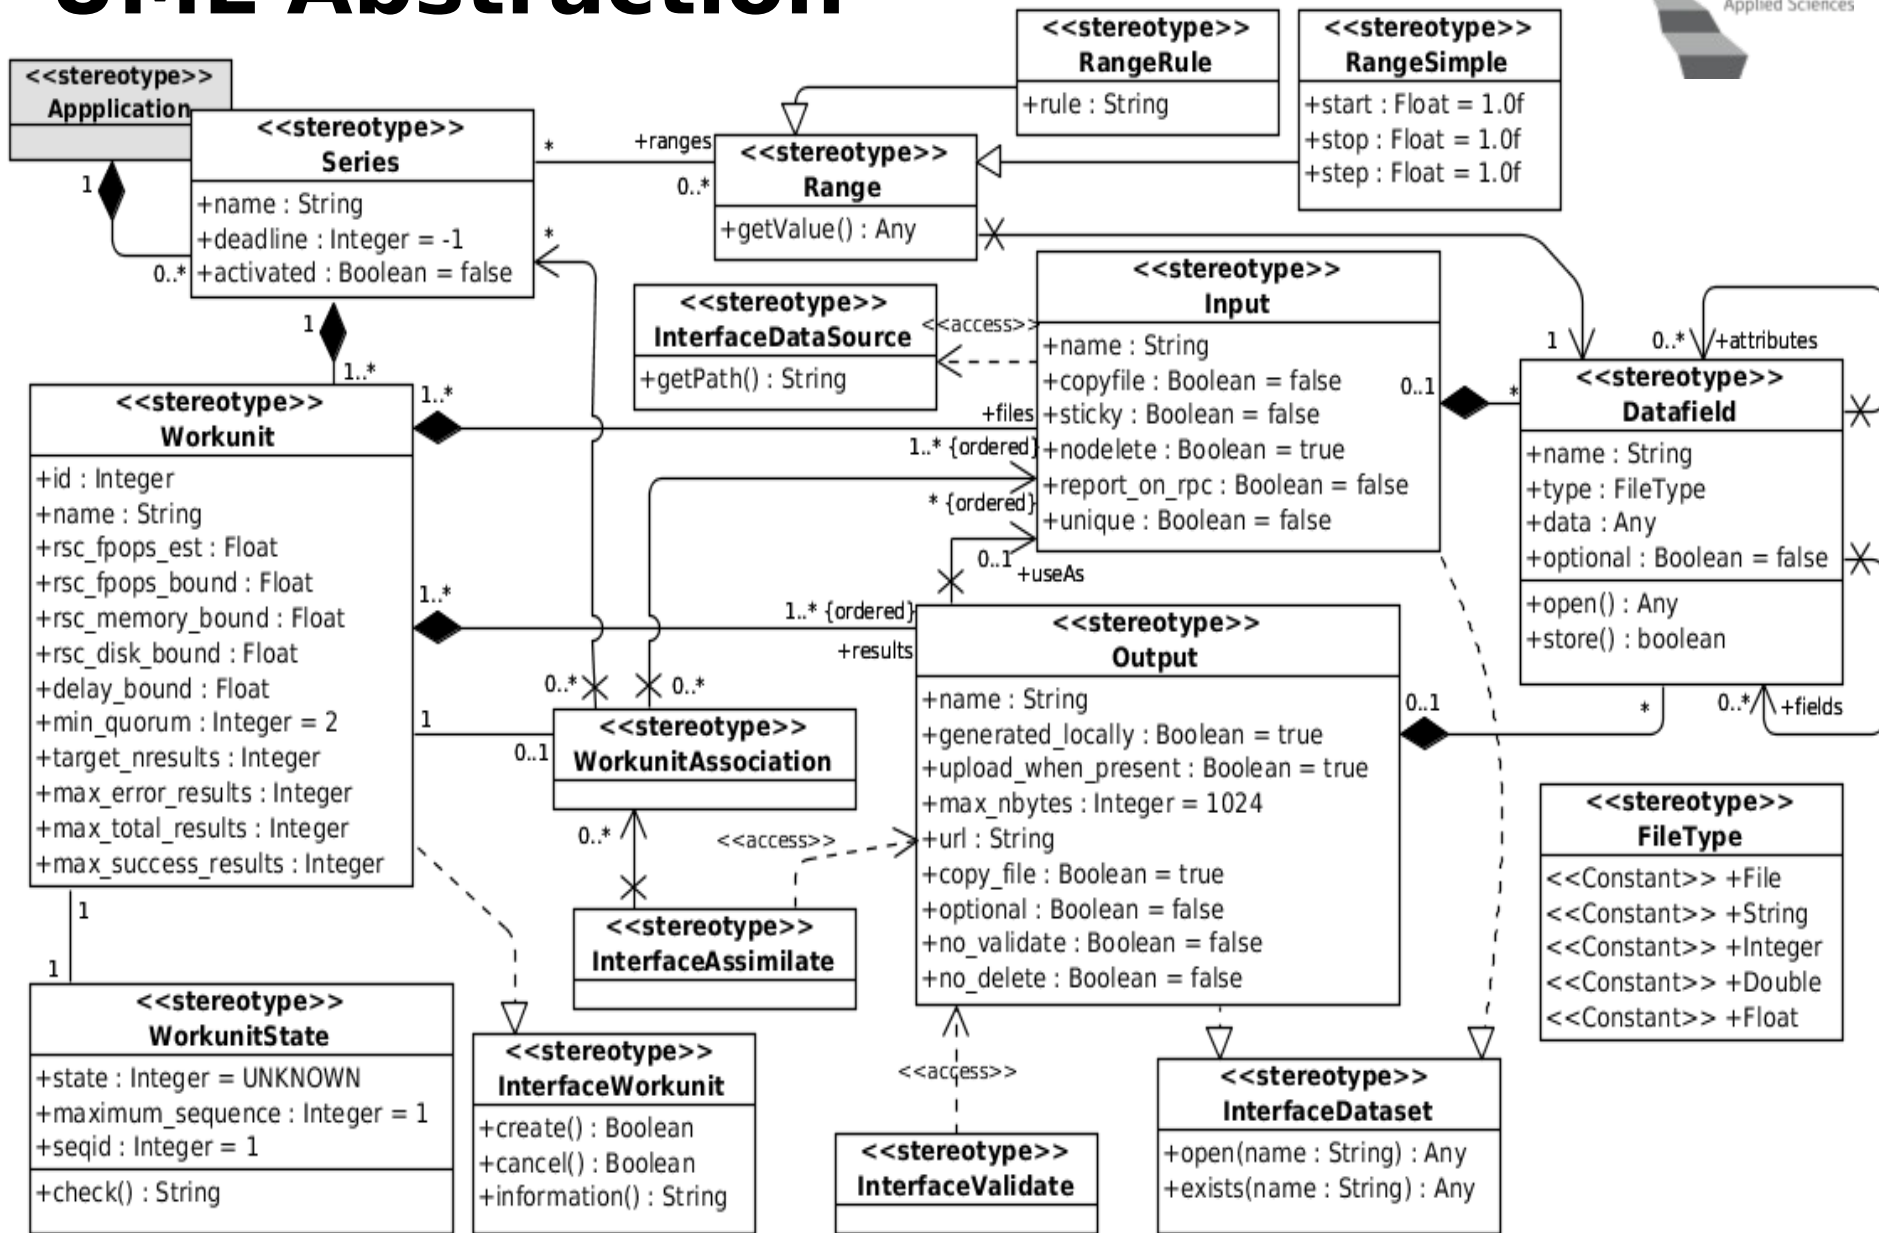 UML Abstraction
Applied Sciences
<<stereotype>>
Appplication
1
0..*
<<stereotype>>
Series
+name : String
+deadline : Integer = -1
+activated : Boolean = false
*
+ranges
0..*
*
1
1..*
<<stereotype>>
Range
+getValue() : Any
<<stereotype>>
RangeRule
+rule : String
<<stereotype>>
RangeSimple
+start : Float = 1.0f
+stop : Float = 1.0f
+step : Float = 1.0f
<<stereotype>>
InterfaceDataSource
+getPath() : String
<<access>>
<<stereotype>>
Input
+name : String
+copyfile : Boolean = false
+sticky : Boolean = false
+nodelete : Boolean = true
+report_on_rpc : Boolean = false
+unique : Boolean = false
1
0..*
+attributes
0..1
*
<<stereotype>>
Datafield
+name : String
+type : FileType
+data : Any
+optional : Boolean = false
+open() : Any
+store() : boolean
*
0..*
+fields
<<stereotype>>
Workunit
+id : Integer
+name : String
+rsc_fpops_est : Float
+rsc_fpops_bound : Float
+rsc_memory_bound : Float
+rsc_disk_bound : Float
+delay_bound : Float
+min_quorum : Integer = 2
+target_nresults : Integer
+max_error_results : Integer
+max_total_results : Integer
+max_success_results : Integer
1..*
+files
1..* {ordered}
* {ordered}
0..1
+useAs
1..*
1..* {ordered}
+results
0..*
0..*
1
0..1
<<stereotype>>
WorkunitAssociation
0..*
<<access>>
<<stereotype>>
InterfaceAssimilate
<<stereotype>>
Output
+name : String
+generated_locally : Boolean = true
+upload_when_present : Boolean = true
+max_nbytes : Integer = 1024
+url : String
+copy_file : Boolean = true
+optional : Boolean = false
+no_validate : Boolean = false
+no_delete : Boolean = false
0..1
<<stereotype>>
FileType
<<Constant>> +File
<<Constant>> +String
<<Constant>> +Integer
<<Constant>> +Double
<<Constant>> +Float
1
1
<<stereotype>>
WorkunitState
+state : Integer = UNKNOWN
+maximum_sequence : Integer = 1
+seqid : Integer = 1
+check() : String
<<stereotype>>
InterfaceWorkunit
+create() : Boolean
+cancel() : Boolean
+information() : String
<<access>>
<<stereotype>>
InterfaceValidate
<<stereotype>>
InterfaceDataset
+open(name : String) : Any
+exists(name : String) : Any